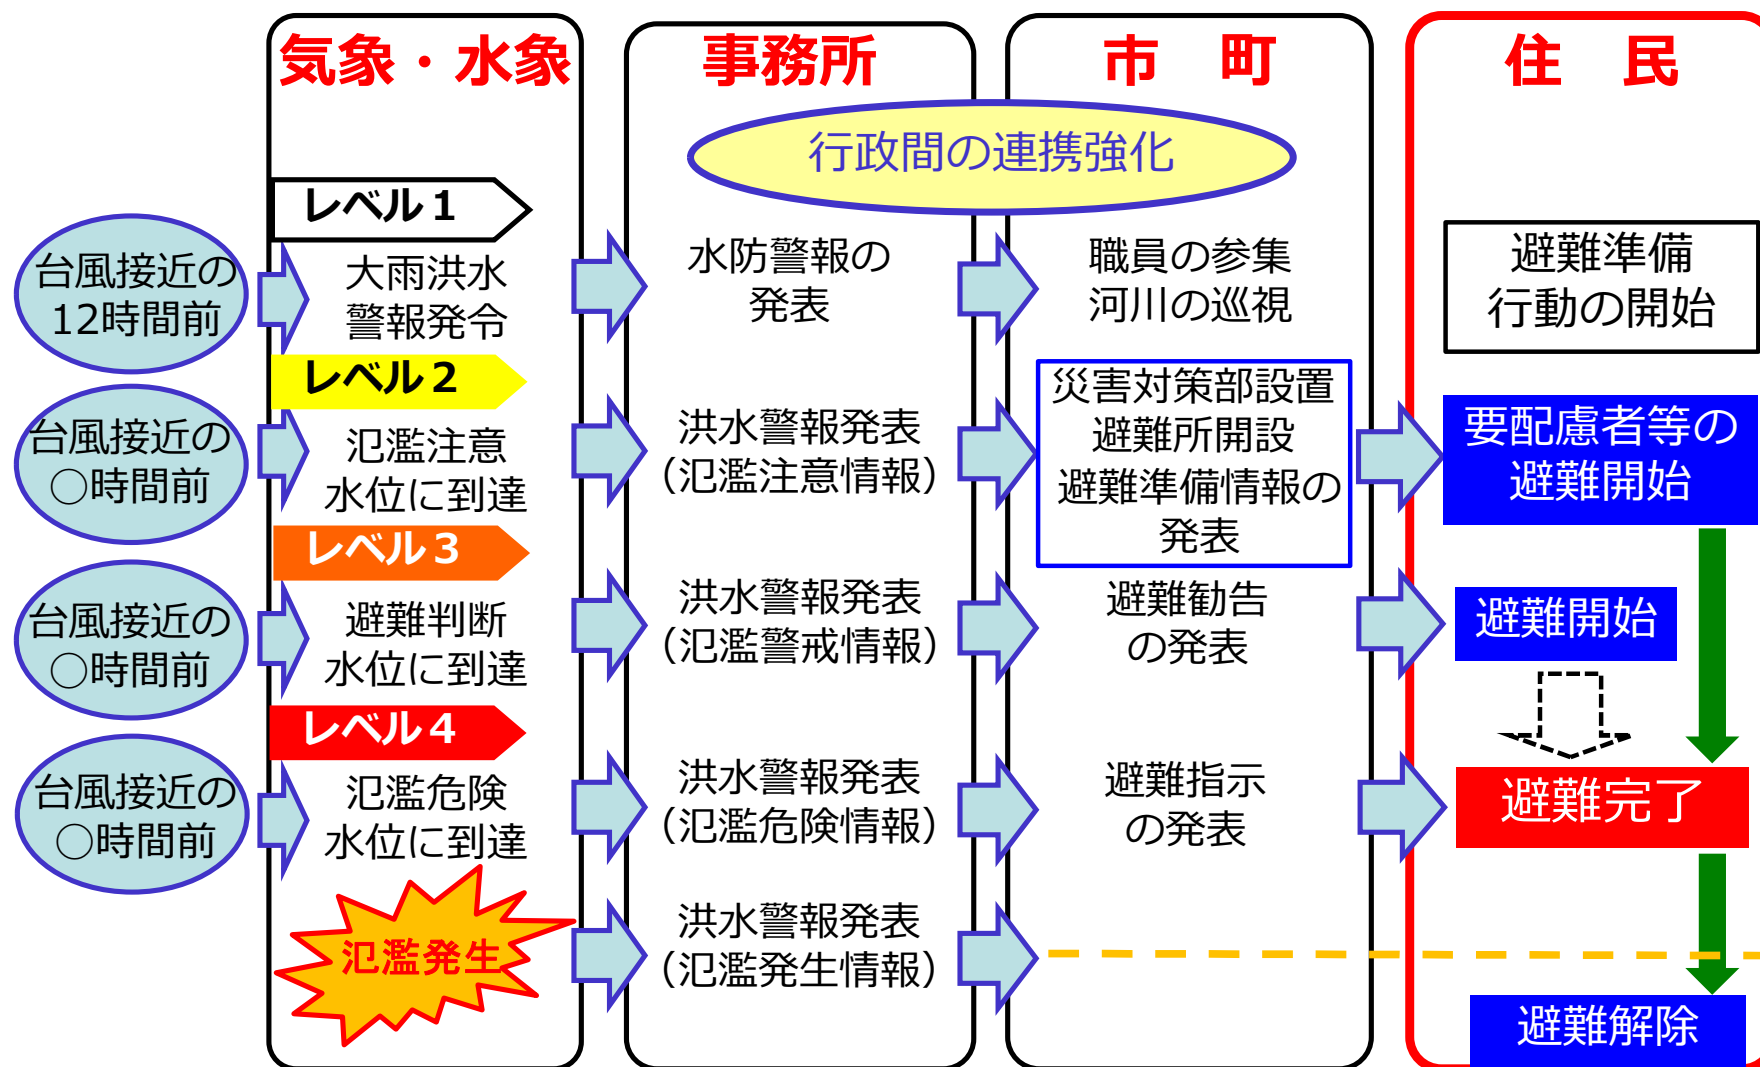 気象・水象
事務所
市　町
住　民
行政間の連携強化
レベル１
台風接近の
12時間前
大雨洪水
警報発令
水防警報の
発表
職員の参集
河川の巡視
避難準備
行動の開始
レベル２
台風接近の
○時間前
氾濫注意
水位に到達
洪水警報発表
（氾濫注意情報）
災害対策部設置
避難所開設
避難準備情報の
発表
要配慮者等の
避難開始
レベル３
台風接近の
○時間前
避難判断
水位に到達
洪水警報発表
（氾濫警戒情報）
避難勧告
の発表
避難開始
レベル４
台風接近の
○時間前
氾濫危険
水位に到達
洪水警報発表
（氾濫危険情報）
避難指示
の発表
避難完了
氾濫発生
洪水警報発表
（氾濫発生情報）
避難解除